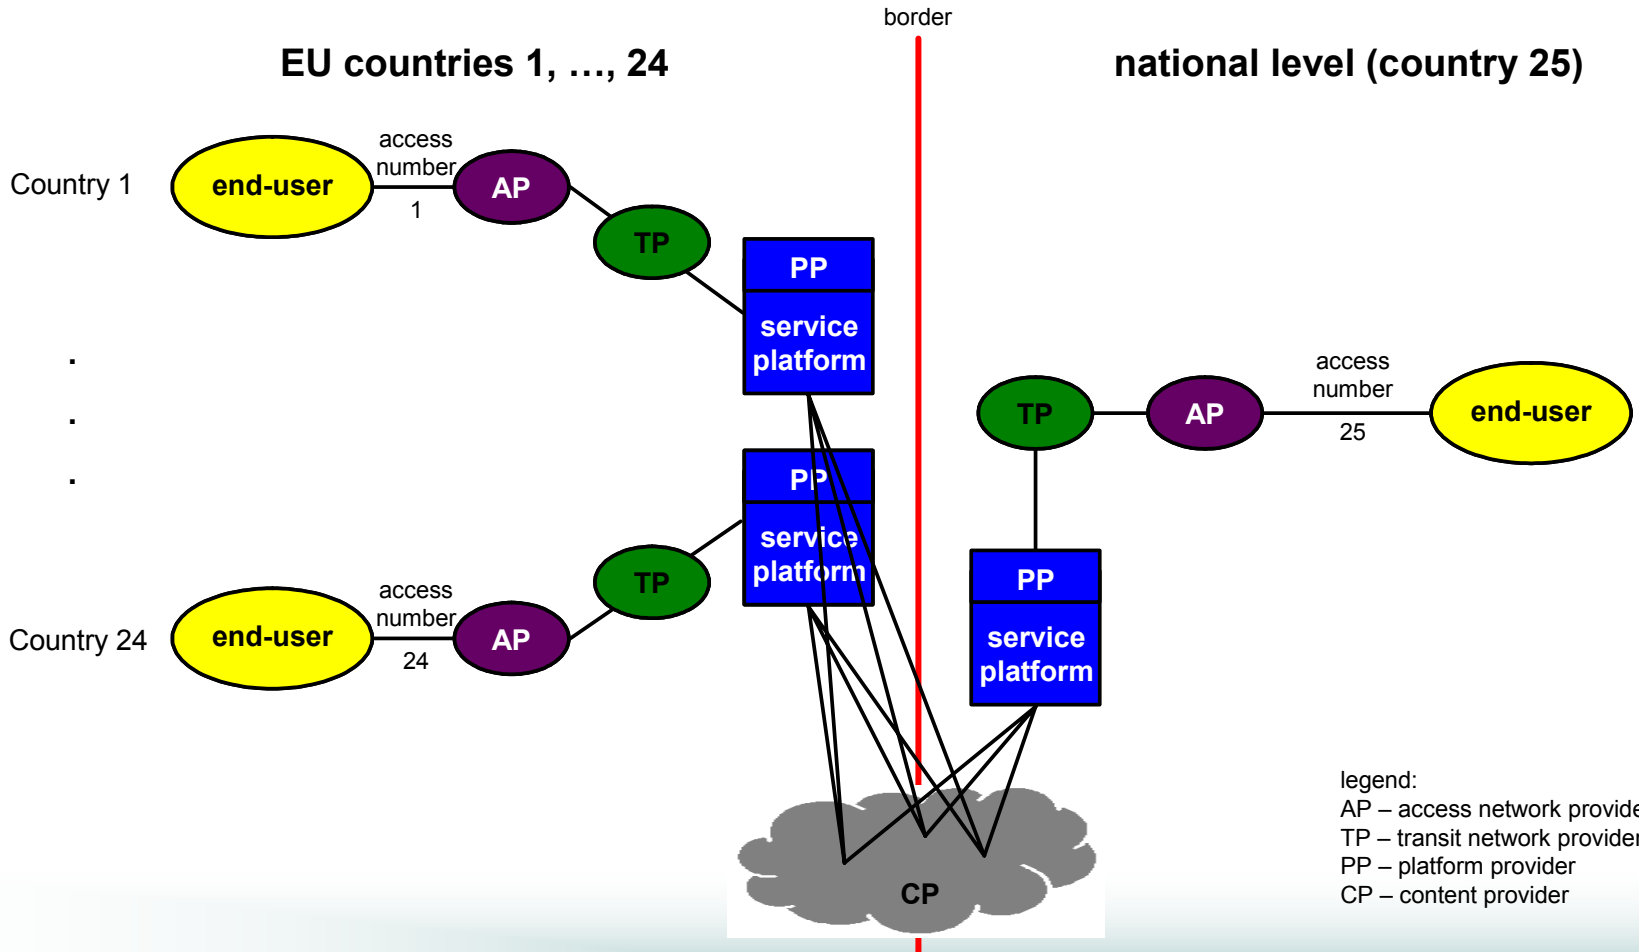 border
EU countries 1, …, 24
national level (country 25)
Country 1
end-user
access
number
1
AP
TP
PP
service
platform
.
.
.
PP
service
platform
TP
Country 24
end-user
access
number
24
AP
TP
AP
access
number
25
end-user
PP
service
platform
CP
legend:
AP – access network provide
TP – transit network provider
PP – platform provider
CP – content provider